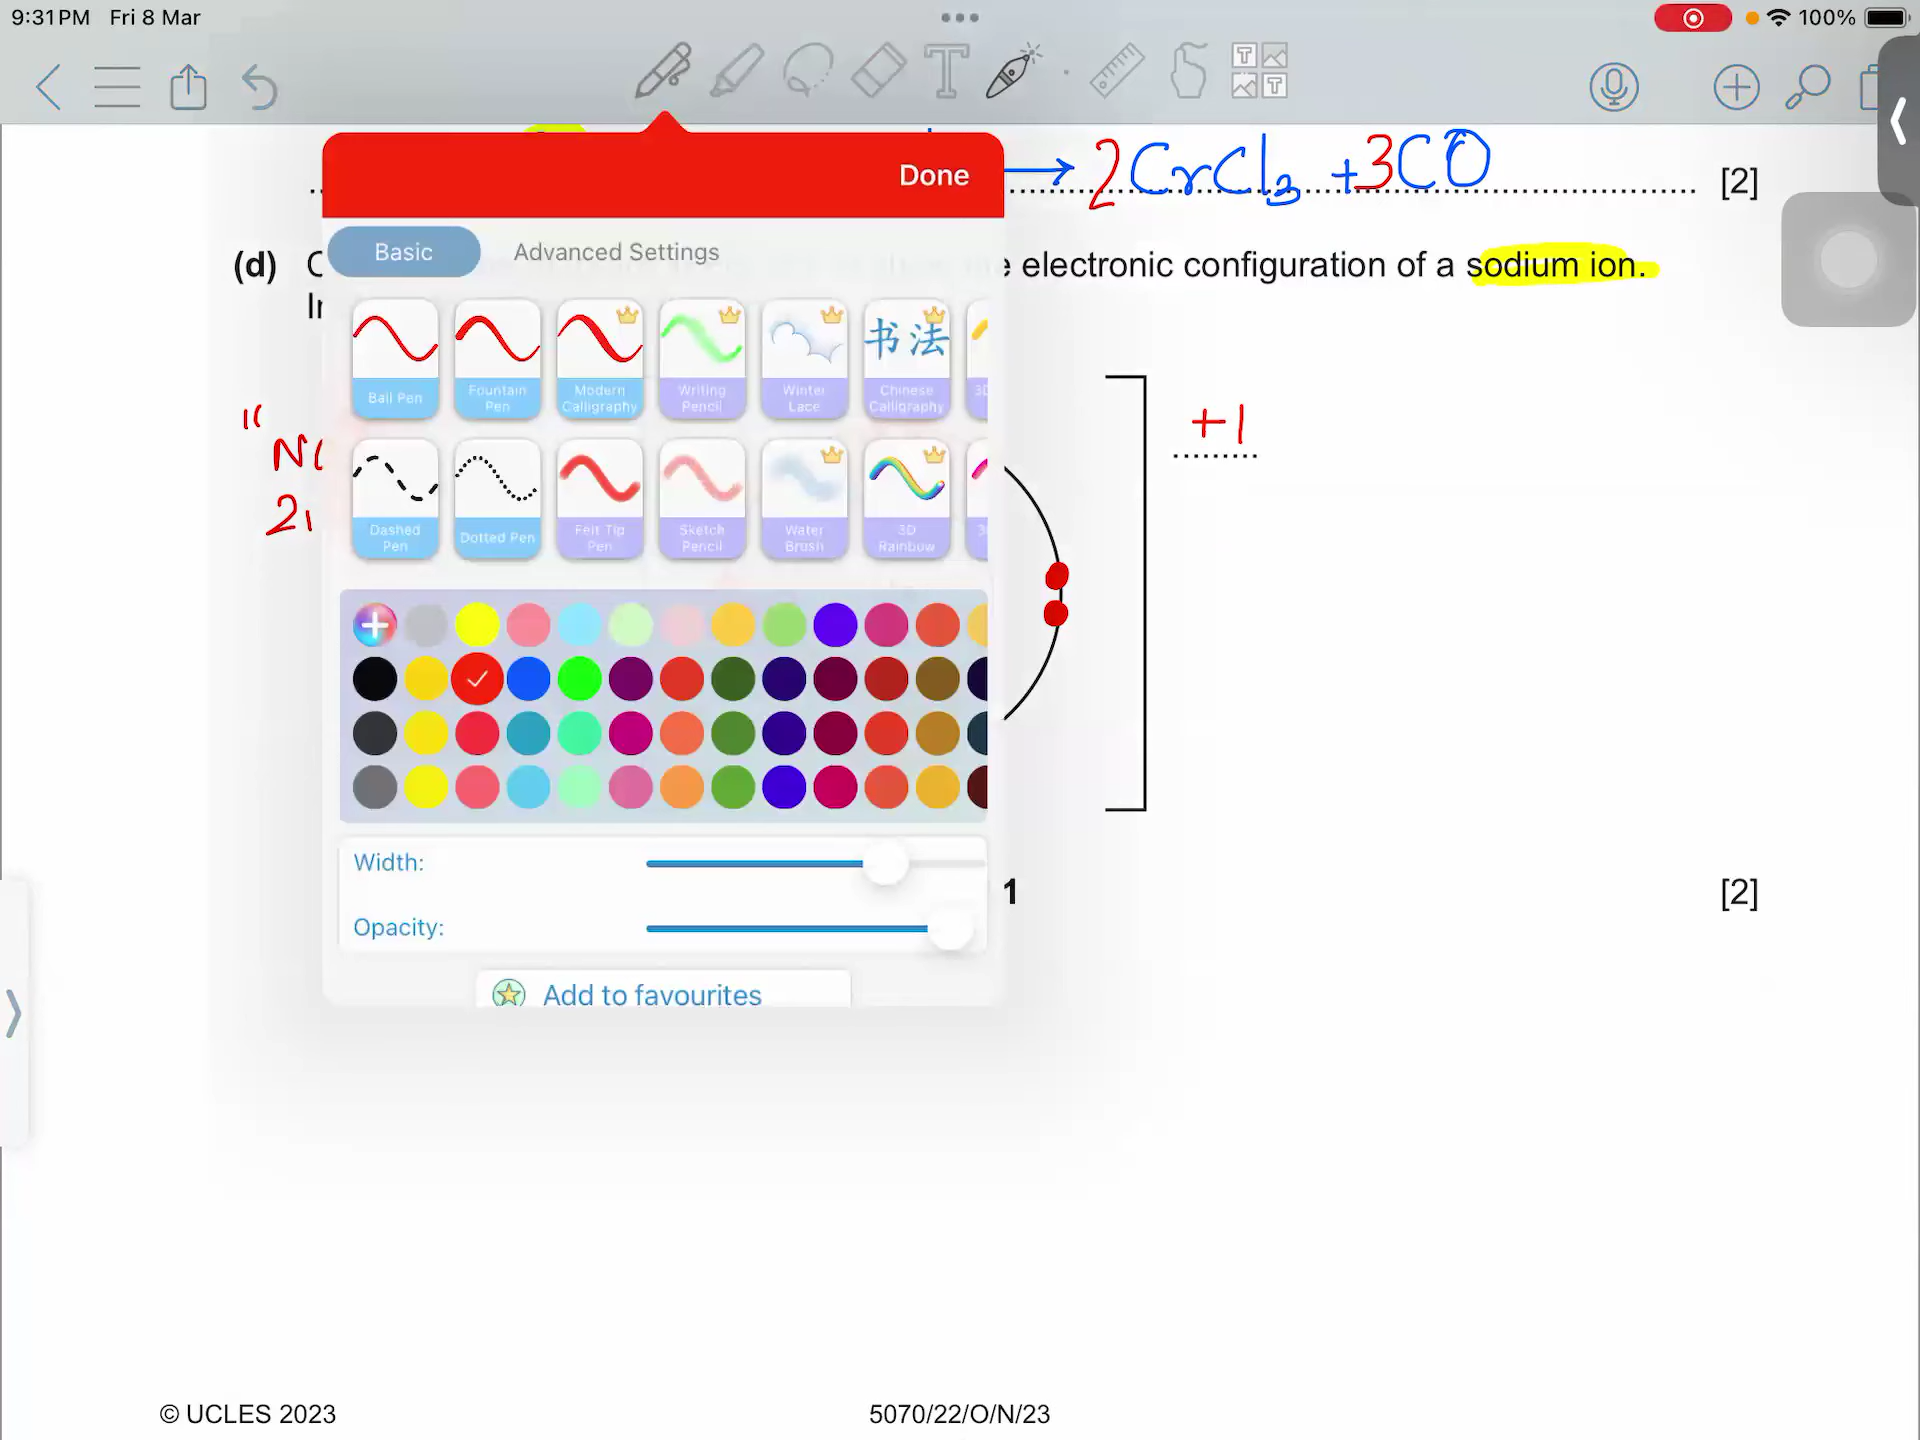 9:31 PM Fri 8 Mar
100%
Done
→ 2CrCl3 + 3CO
[2]
Basic
Advanced Settings
(d)
electronic configuration of a sodium ion.
Ball Pen
Fountain Pen
Modern Calligraphy
Writing Pencil
Winter Lace
书法
Chinese Calligraphy
3D
+1
11
Na
Dashed Pen
Dotted Pen
Felt Tip Pen
Sketch Pencil
Water Brush
3D Rainbow
Width:
1
[2]
Opacity:
Add to favourites
© UCLES 2023
5070/22/O/N/23